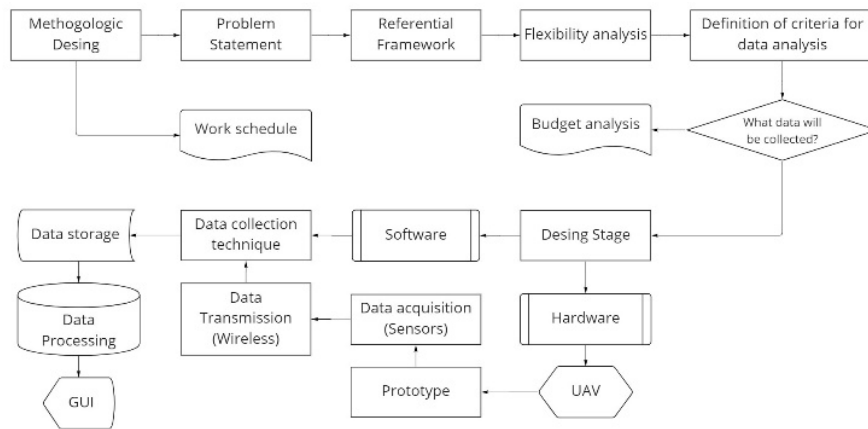 Methogologic
Desing
Problem
Statement
Referential
Framework
Flexibility analysis
Definition of criteria for
data analysis
Work schedule
Budget analysis
What data will
be collected?
Data storage
Data collection
technique
Software
Desing Stage
Data
Processing
Data
Transmission
(Wireless)
Data acquisition
(Sensors)
Hardware
GUI
Prototype
UAV